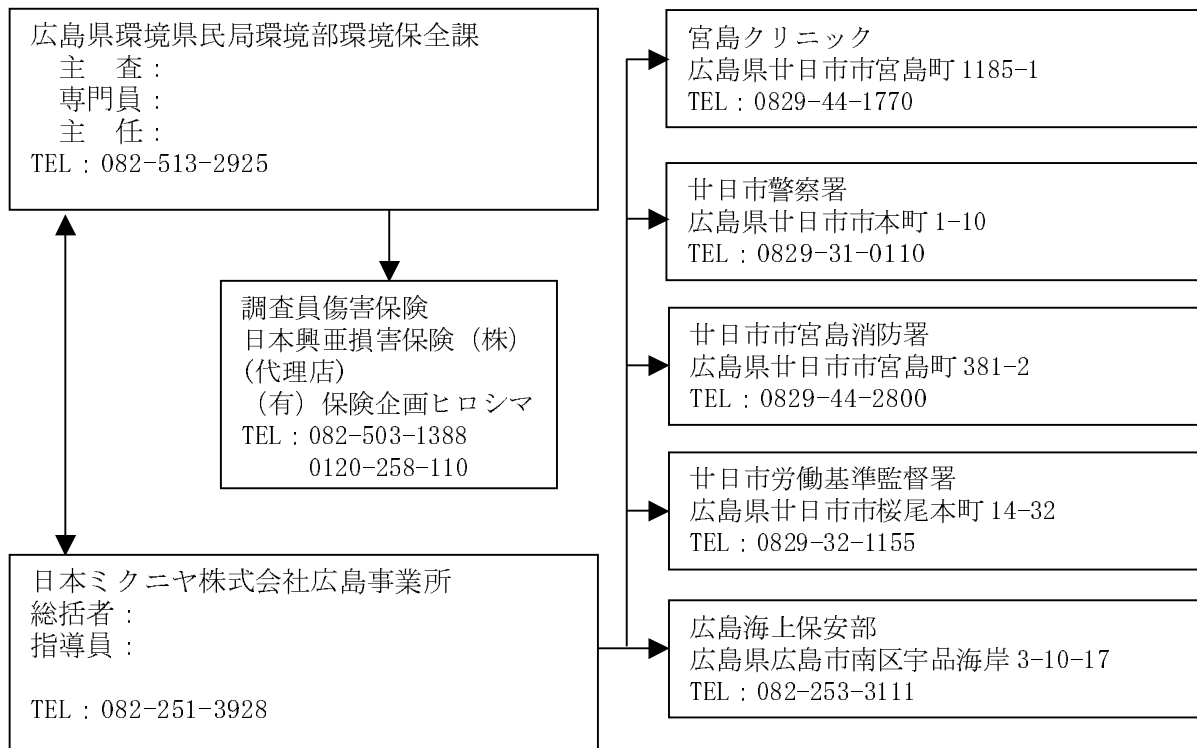 広島県環境県民局環境部環境保全課
主　査：
専門員：
主　任：
TEL：082-513-2925
調査員傷害保険
日本興亜損害保険（株）
(代理店)
（有）保険企画ヒロシマ
TEL：082-503-1388
0120-258-110
日本ミクニヤ株式会社広島事業所
総括者：
指導員：
TEL：082-251-3928
宮島クリニック
広島県廿日市市宮島町 1185-1
TEL：0829-44-1770
廿日市警察署
広島県廿日市市本町 1-10
TEL：0829-31-0110
廿日市市宮島消防署
広島県廿日市市宮島町 381-2
TEL：0829-44-2800
廿日市労働基準監督署
広島県廿日市市桜尾本町 14-32
TEL：0829-32-1155
広島海上保安部
広島県広島市南区宇品海岸 3-10-17
TEL：082-253-3111